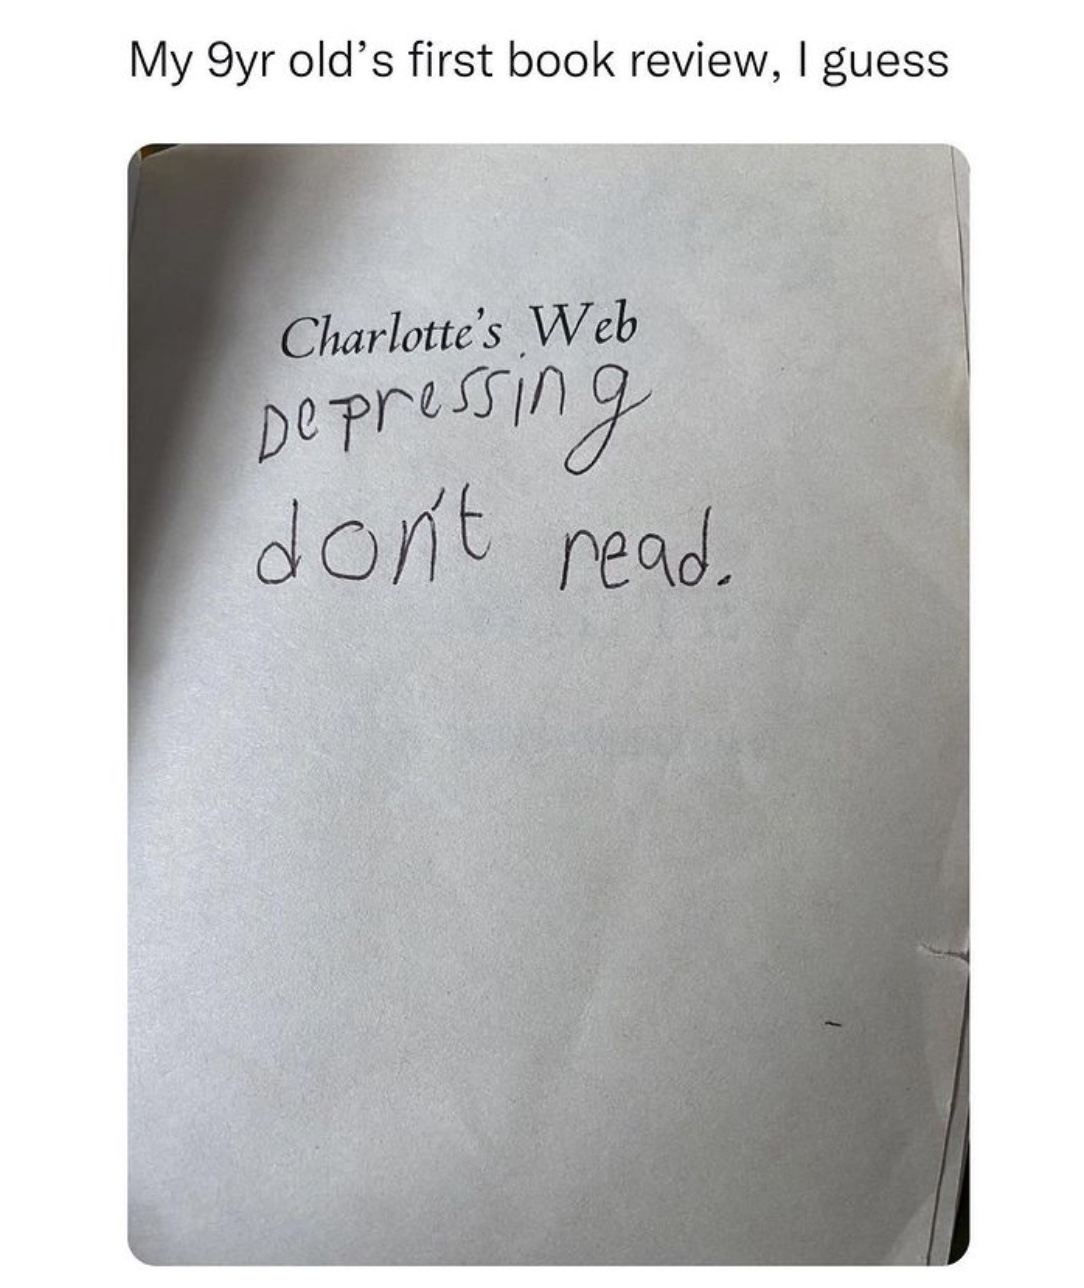 My 9yr old’s first book review, I guess
Charlotte’s Web
Depressing
don't read.